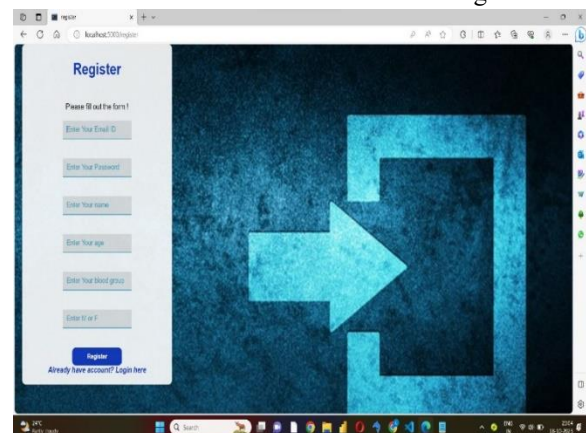 register
localhost:5000/register
Register
Please fill out the form !
Enter Your Email ID
Enter Your Password
Enter Your name
Enter Your age
Enter Your blood group
Enter M or F
Register
Already have account? Login here
Search
ENG